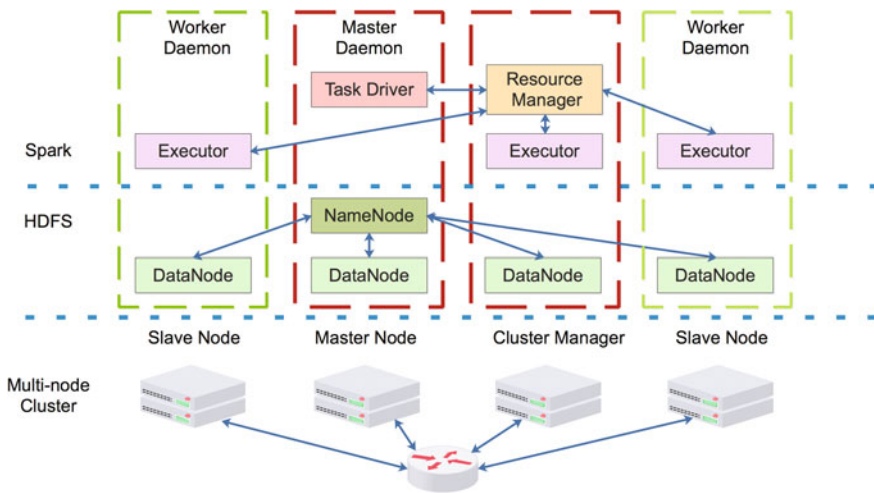 Worker
Daemon
Master
Daemon
Worker
Daemon
Task Driver
Resource
Manager
Spark
Executor
Executor
Executor
HDFS
NameNode
DataNode
DataNode
DataNode
DataNode
Slave Node
Master Node
Cluster Manager
Slave Node
Multi-node
Cluster